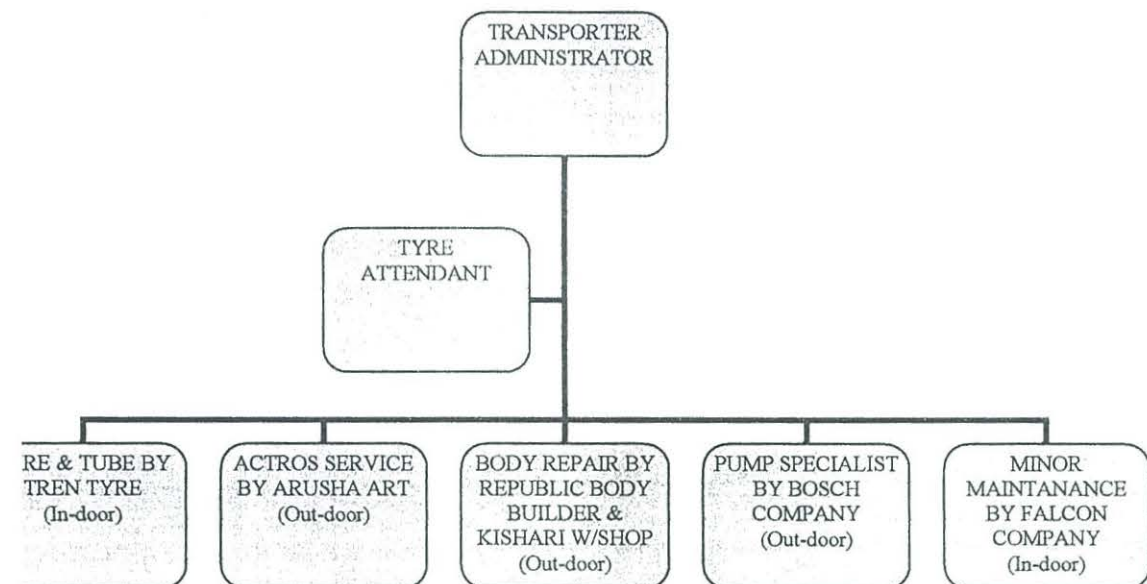 TRANSPORTER
ADMINISTRATOR
TYRE
ATTENDANT
RE & TUBE BY
TREN TYRE
(In-door)
ACTROS SERVICE
BY ARUSHA ART
(Out-door)
BODY REPAIR BY
REPUBLIC BODY
BUILDER &
KISHARI W/SHOP
(Out-door)
PUMP SPECIALIST
BY BOSCH
COMPANY
(Out-door)
MINOR
MAINTANANCE
BY FALCON
COMPANY
(In-door)